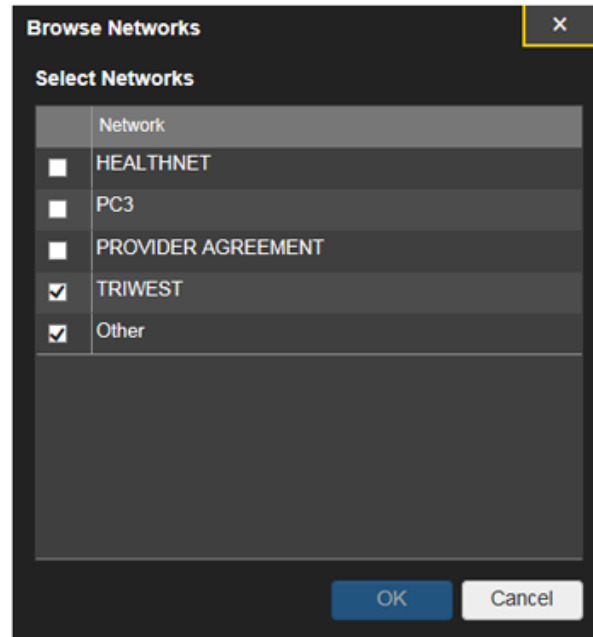 Browse Networks
Select Networks
Network
HEALTHNET
PC3
PROVIDER AGREEMENT
TRIWEST
Other
OK Cancel